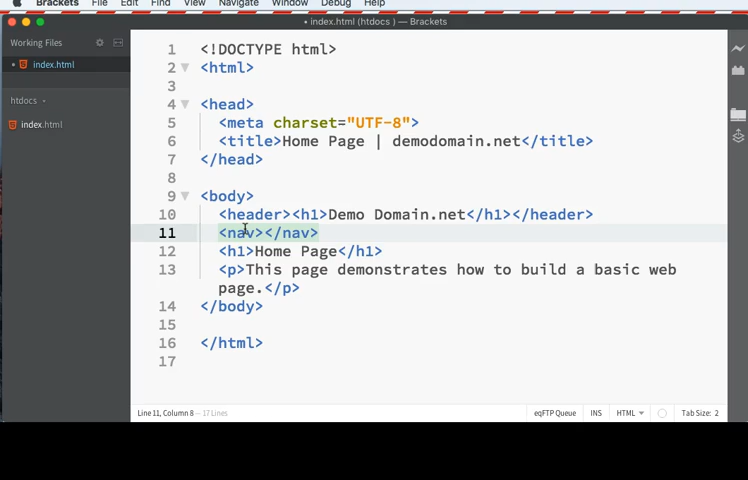 Brackets File Edit Find View Navigate Window Debug Help
• index.html (htdocs ) — Brackets
Working Files
• index.html
htdocs
index.html
1 <!DOCTYPE html>
2 <html>
3
4 <head>
5 <meta charset="UTF-8">
6 <title>Home Page | demodomain.net</title>
7 </head>
8
9 <body>
10 <header><h1>Demo Domain.net</h1></header>
11 <nav></nav>
12 <h1>Home Page</h1>
13 <p>This page demonstrates how to build a basic web
page.</p>
14 </body>
15
16 </html>
17
Line 11, Column 8 — 17 Lines
eqFTP Queue INS HTML Tab Size: 2